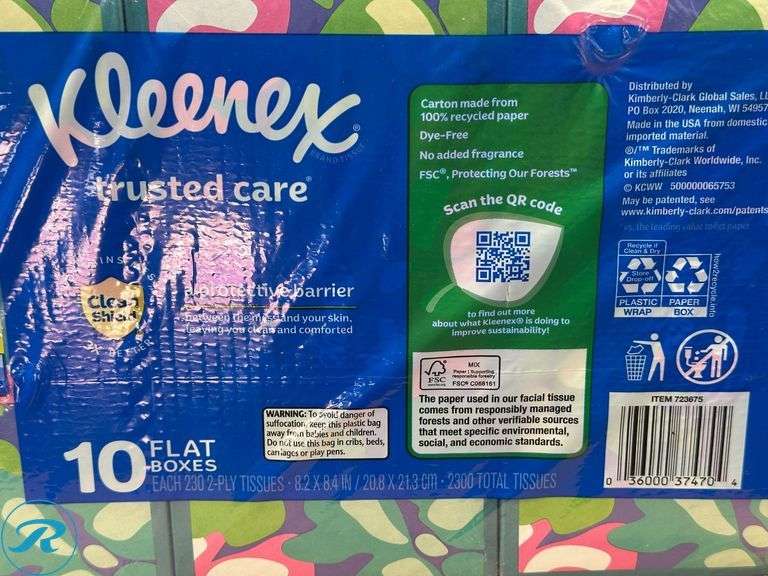 Kleenex®
BRAND TISSUE
trusted care®
Clean
Shield
a protective barrier
between the mess and your skin,
leaving you clean and comforted
10 FLAT
BOXES
EACH 230 2-PLY TISSUES · 8.2 X 8.4 IN / 20.8 X 21.3 cm · 2300 TOTAL TISSUES
WARNING: To avoid danger of
suffocation, keep this plastic bag
away from babies and children.
Do not use this bag in cribs, beds,
carriages or play pens.
Carton made from
100% recycled paper
Dye-Free
No added fragrance
FSC®, Protecting Our Forests™
Scan the QR code
to find out more
about what Kleenex® is doing to
improve sustainability!
FSC
MIX
Paper | Supporting
responsible forestry
FSC® C068161
The paper used in our facial tissue
comes from responsibly managed
forests and other verifiable sources
that meet specific environmental,
social, and economic standards.
Distributed by
Kimberly-Clark Global Sales,
PO Box 2020, Neenah, WI 54957
Made in the USA from domestic
imported material.
®/™ Trademarks of
Kimberly-Clark Worldwide, Inc.
or its affiliates
© KCWW 500000065753
May be patented, see
www.kimberly-clark.com/patents
vs. the leading value toilet paper
Recycle if
Clean & Dry
Store
Drop-off
PLASTIC
WRAP
PAPER
BOX
how2recycle.info
ITEM 723675
0 36000 37470 4
R